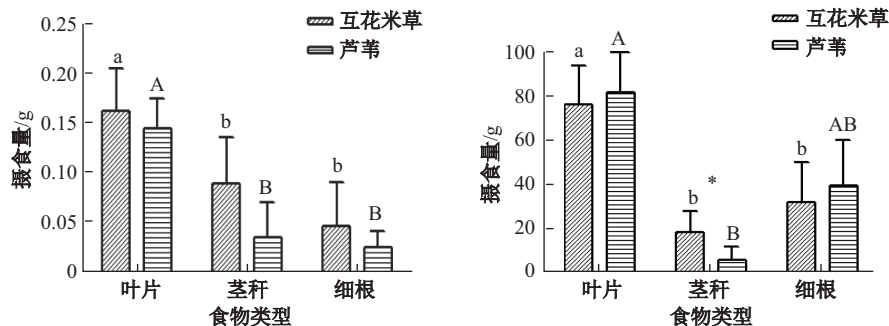 0.25
0.20
0.15
0.10
0.05
0
摄食量/g
互花米草
芦苇
a
A
b
B
b
B
叶片
茎秆
细根
食物类型
100
80
60
40
20
0
摄食量/g
互花米草
芦苇
a
A
b
*
B
b
AB
叶片
茎秆
细根
食物类型